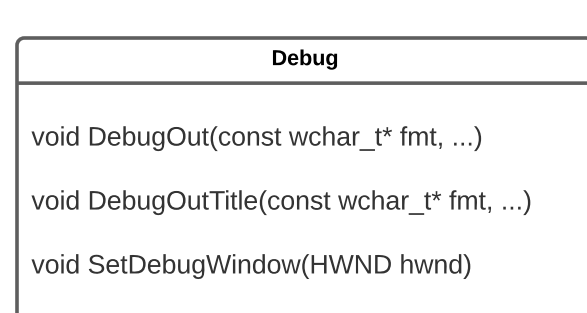 Debug
void DebugOut(const wchar_t* fmt, ...)
void DebugOutTitle(const wchar_t* fmt, ...)
void SetDebugWindow(HWND hwnd)